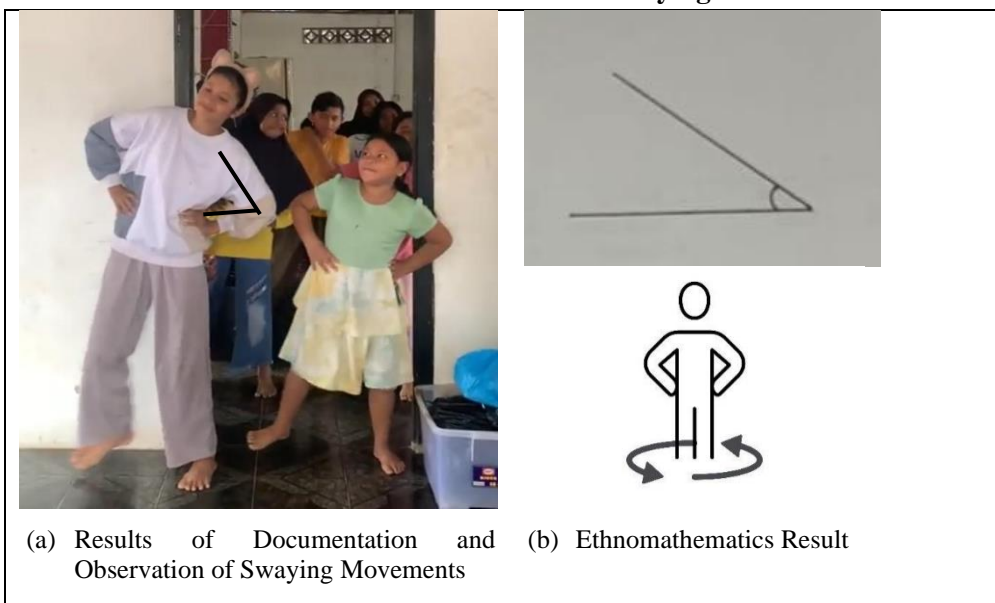 (a) Results of Documentation and
Observation of Swaying Movements
(b) Ethnomathematics Result